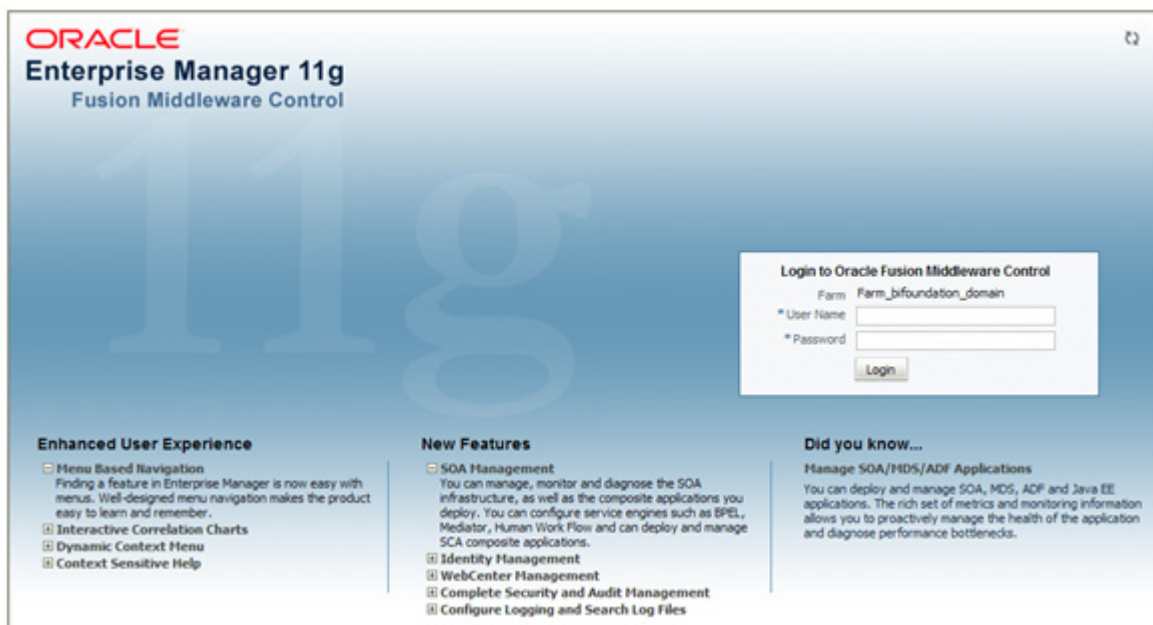 ORACLE
Enterprise Manager 11g
Fusion Middleware Control
11g
Login to Oracle Fusion Middleware Control
Farm Farm_bifoundation_domain
* User Name
* Password
Login
Enhanced User Experience
Menu Based Navigation
Finding a feature in Enterprise Manager is now easy with
menus. Well-designed menu navigation makes the product
easy to learn and remember.
Interactive Correlation Charts
Dynamic Context Menu
Context Sensitive Help
New Features
SOA Management
You can manage, monitor and diagnose the SOA
infrastructure, as well as the composite applications you
deploy. You can configure service engines such as BPEL,
Mediator, Human Work Flow and can deploy and manage
SCA composite applications.
Identity Management
WebCenter Management
Complete Security and Audit Management
Configure Logging and Search Log Files
Did you know...
Manage SOA/MDS/ADF Applications
You can deploy and manage SOA, MDS, ADF and Java EE
applications. The rich set of metrics and monitoring information
allows you to proactively manage the health of the application
and diagnose performance bottlenecks.